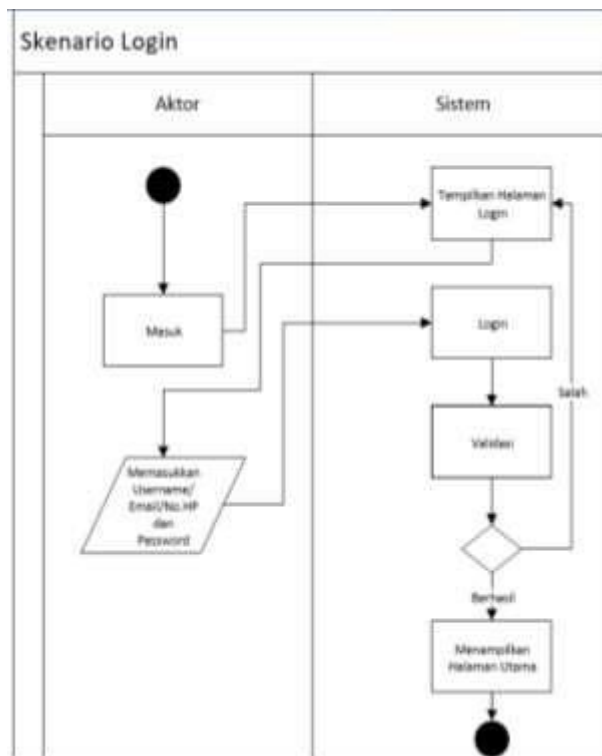 Skenario Login
Aktor
Sistem
Tampilkan Halaman
Login
Masuk
Login
Salah
Validasi
Memasukkan
Username/
Email/No.HP
dan
Password
Berhasil
Menampilkan
Halaman Utama